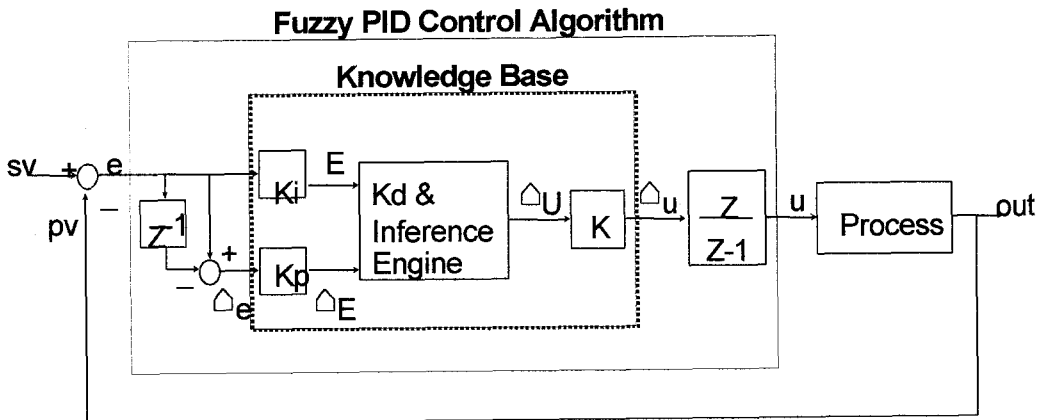 Fuzzy PID Control Algorithm
Knowledge Base
sv
+
e
−
pv
Z-1
+
−
⌂e
Ki
E
Kp
⌂E
Kd &
Inference
Engine
⌂U
K
⌂u
Z
Z-1
u
Process
out